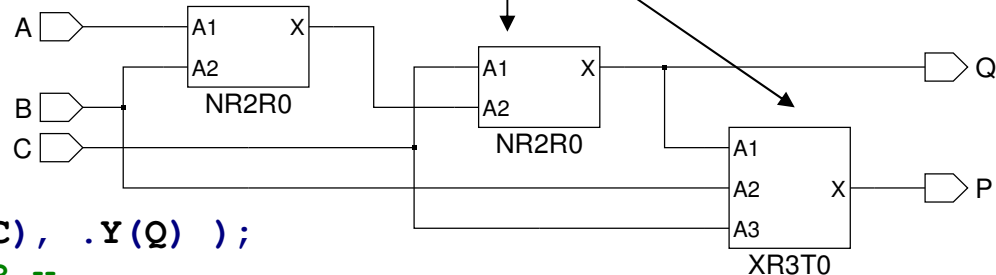 A
A1
X
A2
NR2R0
B
C
A1
X
A2
NR2R0
Q
A1
A2
X
A3
XR3T0
P
C), .Y(Q) );